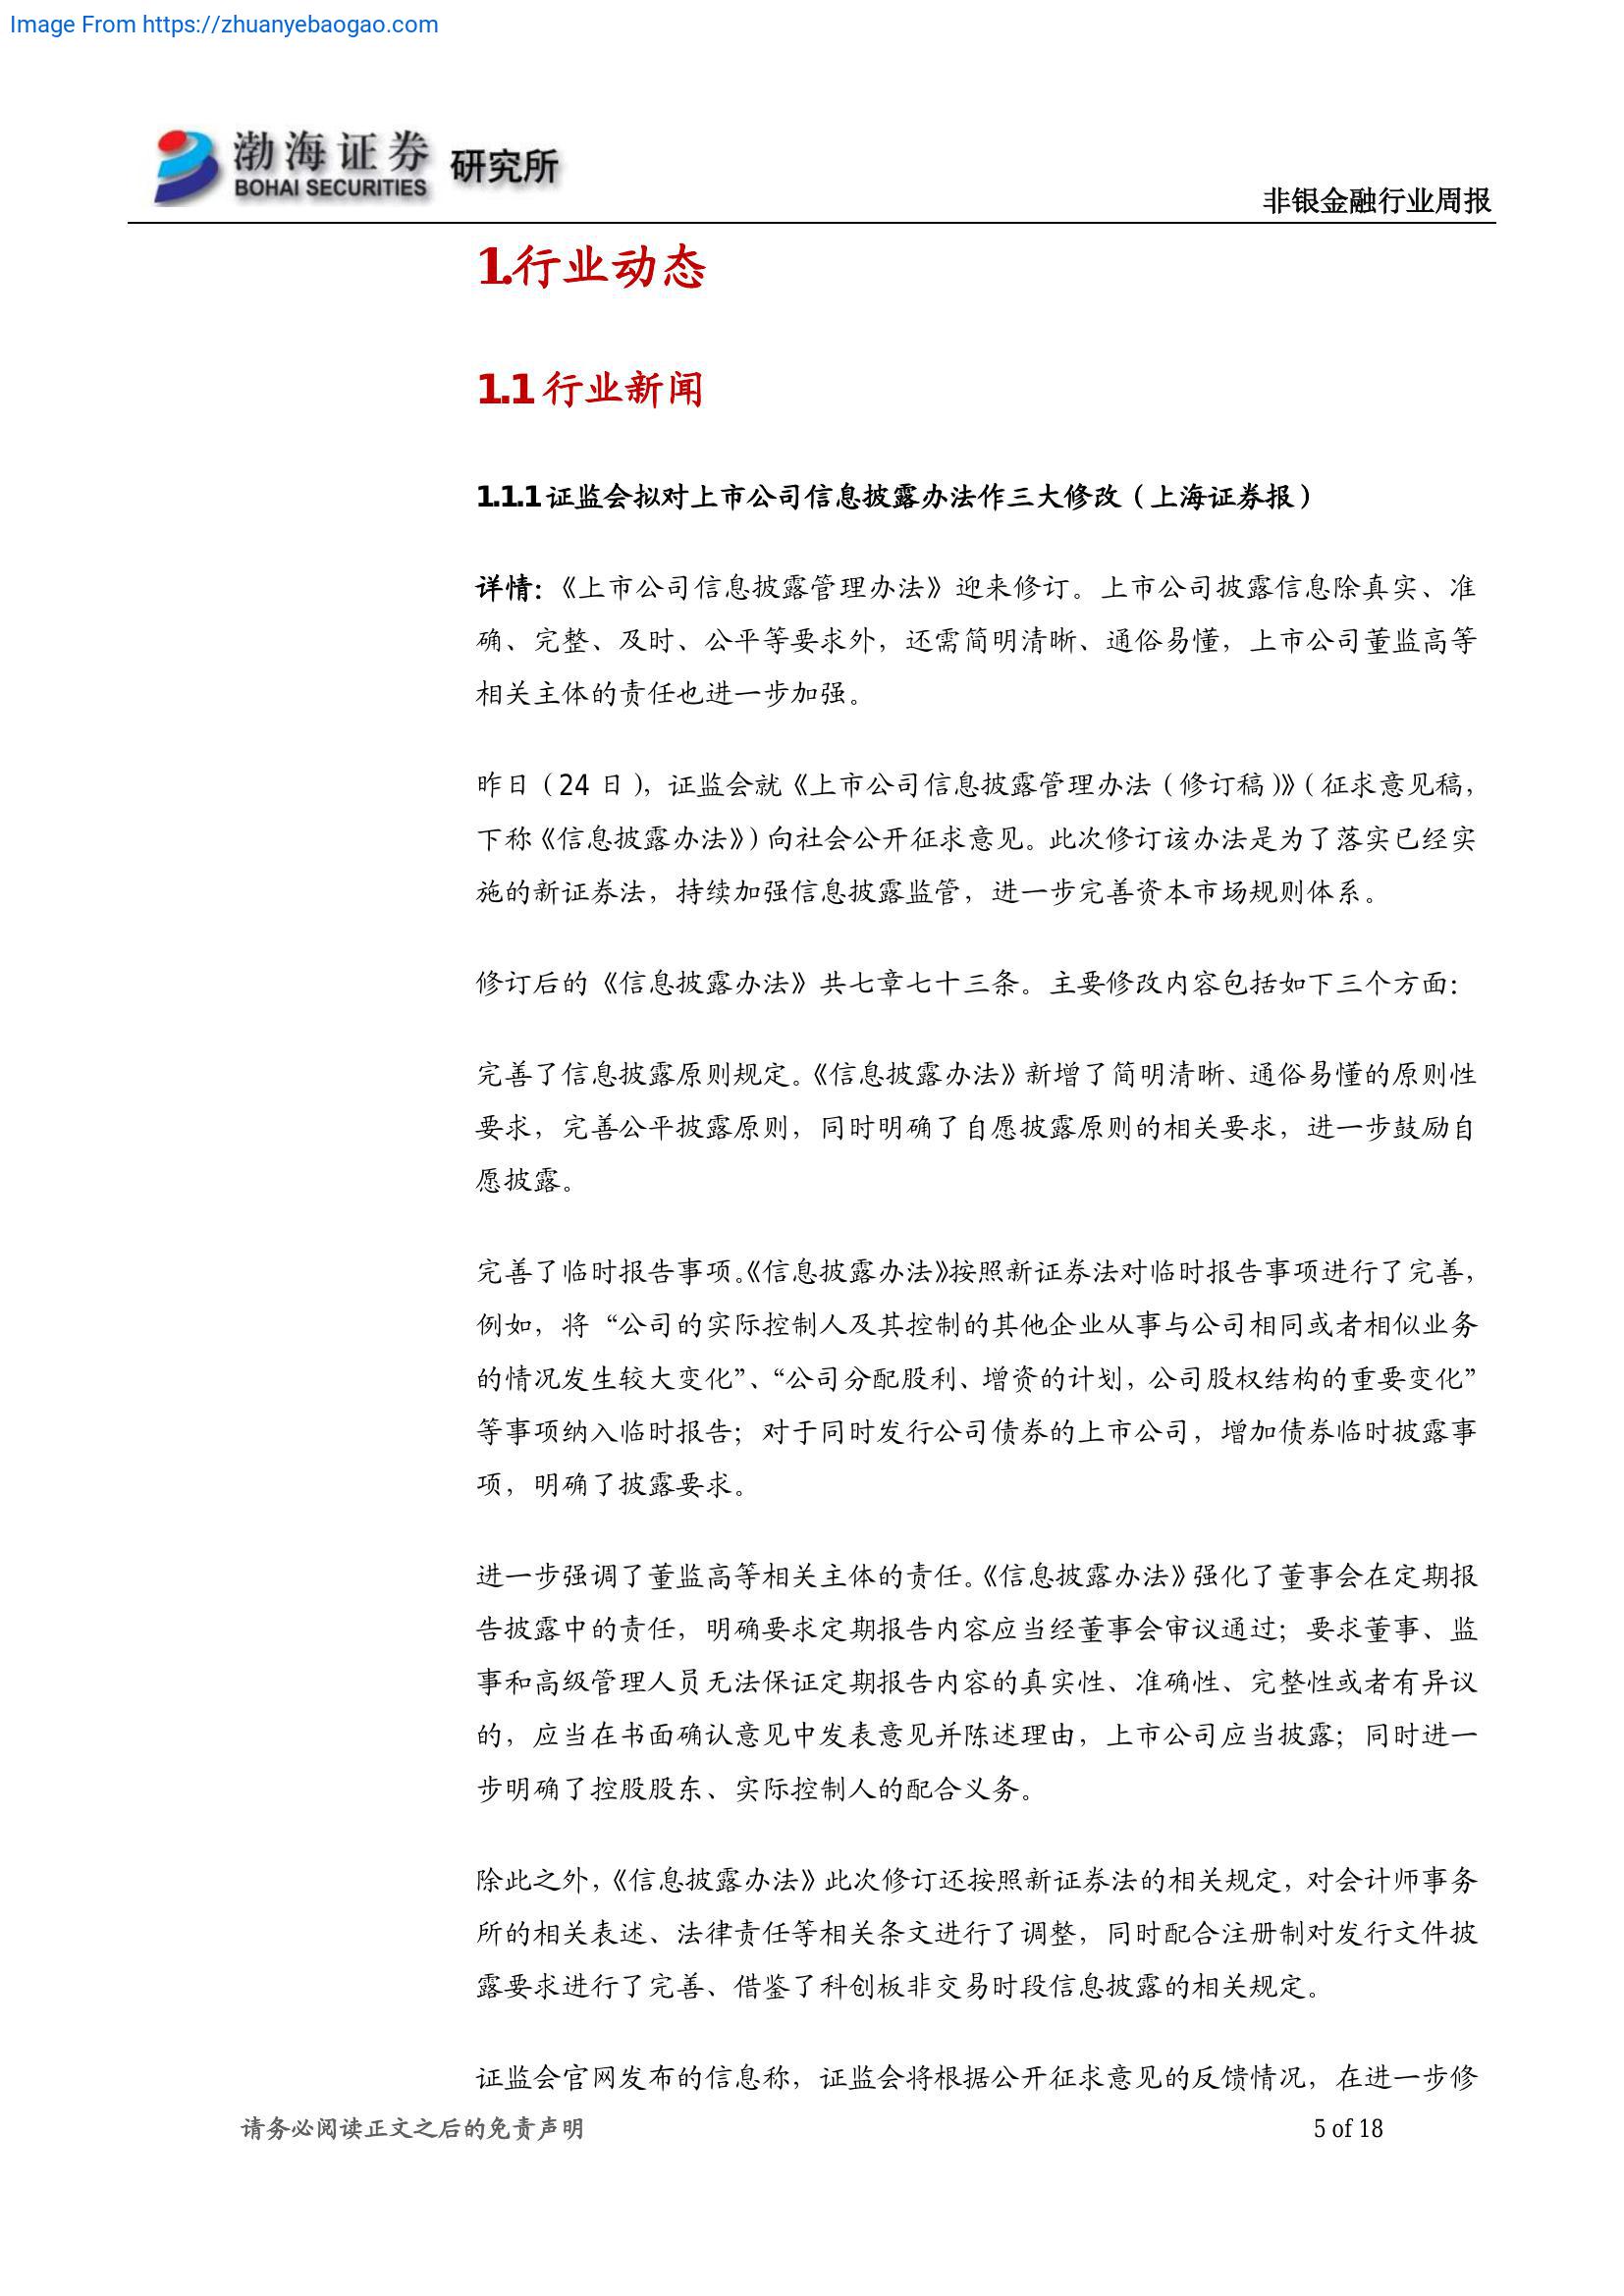 Image From https://zhuanyebaogao.com
渤海证券
BOHAI SECURITIES
研究所
非银金融行业周报
1.行业动态
1.1 行业新闻
1.1.1 证监会拟对上市公司信息披露办法作三大修改（上海证券报）
详情：《上市公司信息披露管理办法》迎来修订。上市公司披露信息除真实、准
确、完整、及时、公平等要求外，还需简明清晰、通俗易懂，上市公司董监高等
相关主体的责任也进一步加强。
昨日（24 日），证监会就《上市公司信息披露管理办法（修订稿）》（征求意见稿，
下称《信息披露办法》）向社会公开征求意见。此次修订该办法是为了落实已经实
施的新证券法，持续加强信息披露监管，进一步完善资本市场规则体系。
修订后的《信息披露办法》共七章七十三条。主要修改内容包括如下三个方面：
完善了信息披露原则规定。《信息披露办法》新增了简明清晰、通俗易懂的原则性
要求，完善公平披露原则，同时明确了自愿披露原则的相关要求，进一步鼓励自
愿披露。
完善了临时报告事项。《信息披露办法》按照新证券法对临时报告事项进行了完善，
例如，将“公司的实际控制人及其控制的其他企业从事与公司相同或者相似业务
的情况发生较大变化”、“公司分配股利、增资的计划，公司股权结构的重要变化”
等事项纳入临时报告；对于同时发行公司债券的上市公司，增加债券临时披露事
项，明确了披露要求。
进一步强调了董监高等相关主体的责任。《信息披露办法》强化了董事会在定期报
告披露中的责任，明确要求定期报告内容应当经董事会审议通过；要求董事、监
事和高级管理人员无法保证定期报告内容的真实性、准确性、完整性或者有异议
的，应当在书面确认意见中发表意见并陈述理由，上市公司应当披露；同时进一
步明确了控股股东、实际控制人的配合义务。
除此之外，《信息披露办法》此次修订还按照新证券法的相关规定，对会计师事务
所的相关表述、法律责任等相关条文进行了调整，同时配合注册制对发行文件披
露要求进行了完善、借鉴了科创板非交易时段信息披露的相关规定。
证监会官网发布的信息称，证监会将根据公开征求意见的反馈情况，在进一步修
请务必阅读正文之后的免责声明
5 of 18